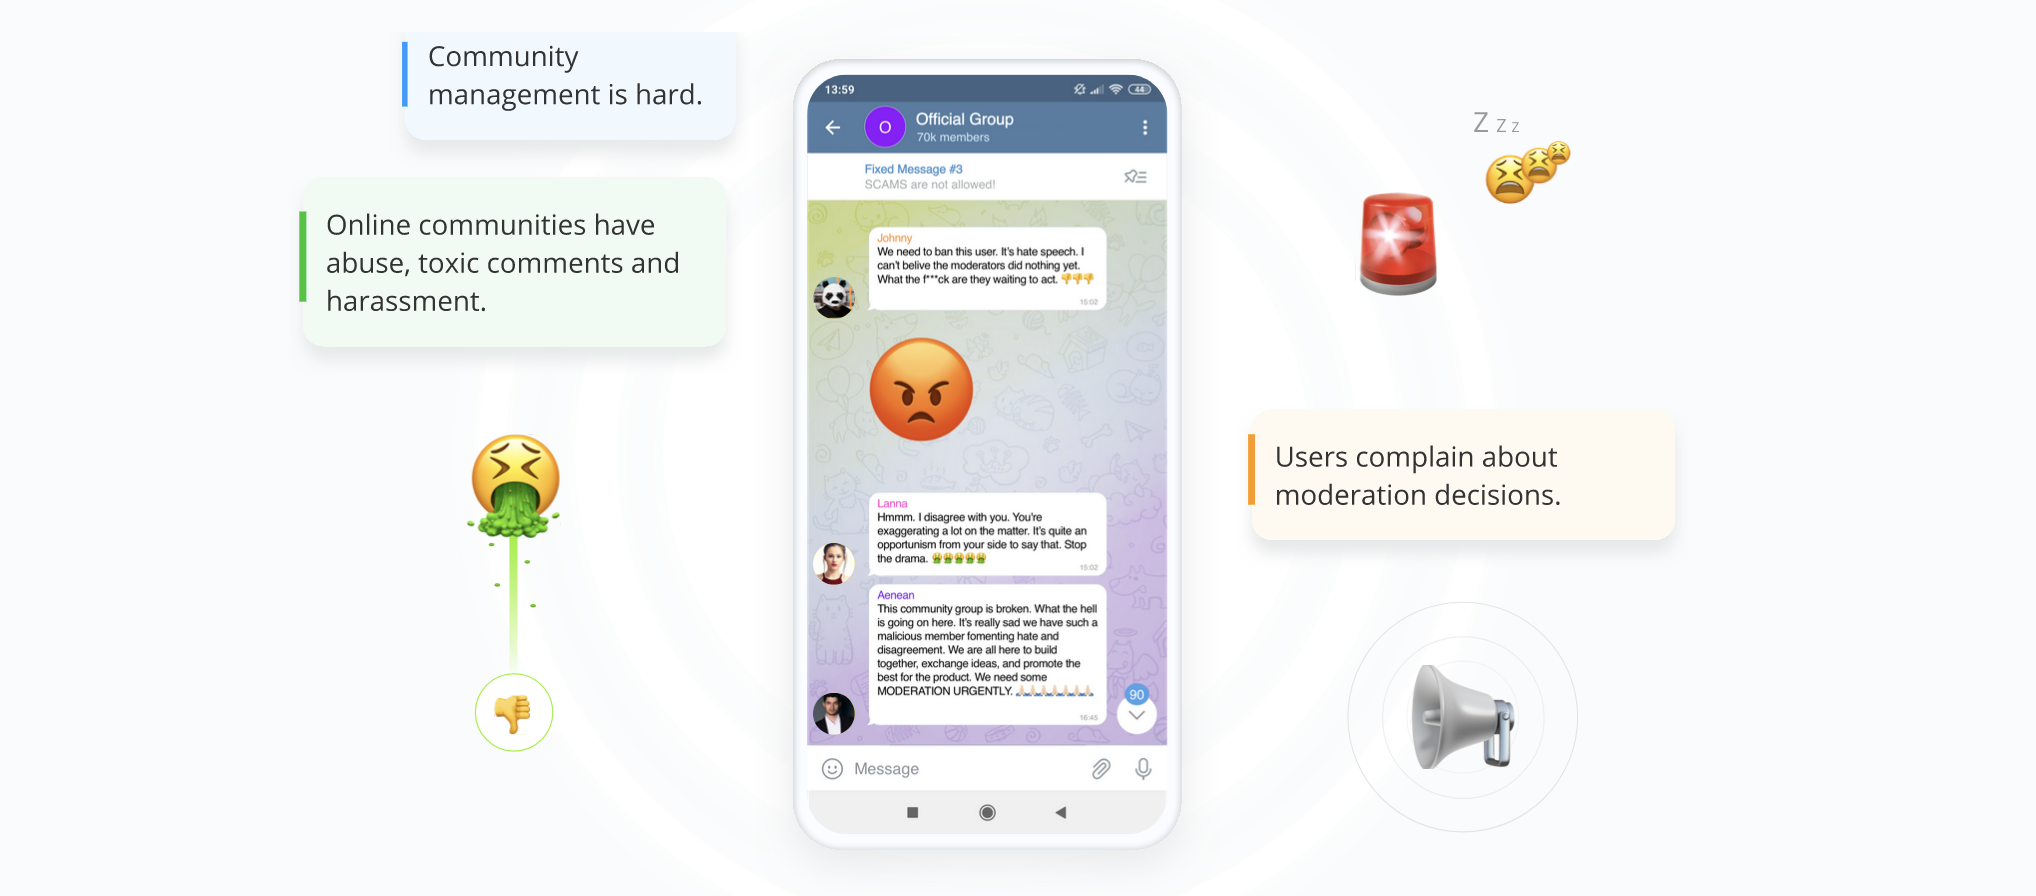 Community
management is hard.
Online communities have
abuse, toxic comments and
harassment.
13:59
44
O
Official Group
70k members
Fixed Message #3
SCAMS are not allowed!
Johnny
We need to ban this user. It's hate speech. I
can't belive the moderators did nothing yet.
What the f***ck are they waiting to act. 👎👎👎
15:02
Lanna
Hmmm. I disagree with you. You're
exaggerating a lot on the matter. It's quite an
opportunism from your side to say that. Stop
the drama. 🤮🤮🤮🤮🤮
15:02
Aenean
This community group is broken. What the hell
is going on here. It's really sad we have such a
malicious member fomenting hate and
disagreement. We are all here to build
together, exchange ideas, and promote the
best for the product. We need some
MODERATION URGENTLY. 🙏🏻🙏🏻🙏🏻🙏🏻🙏🏻🙏🏻🙏🏻
16:45
90
Message
Z z z
Users complain about
moderation decisions.